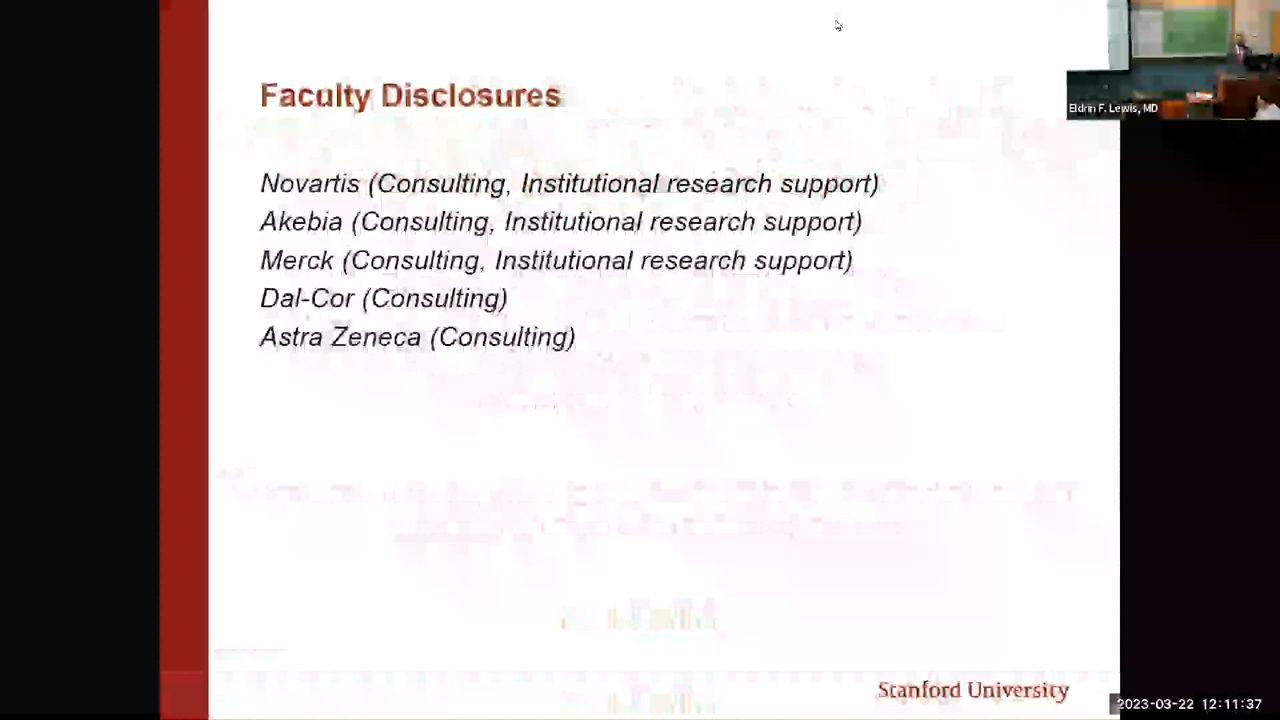 Faculty Disclosures
Eldrin F. Lewis, MD
Novartis (Consulting, Institutional research support)
Akebia (Consulting, Institutional research support)
Merck (Consulting, Institutional research support)
Dal-Cor (Consulting)
Astra Zeneca (Consulting)
Stanford University
2023-03-22 12:11:37